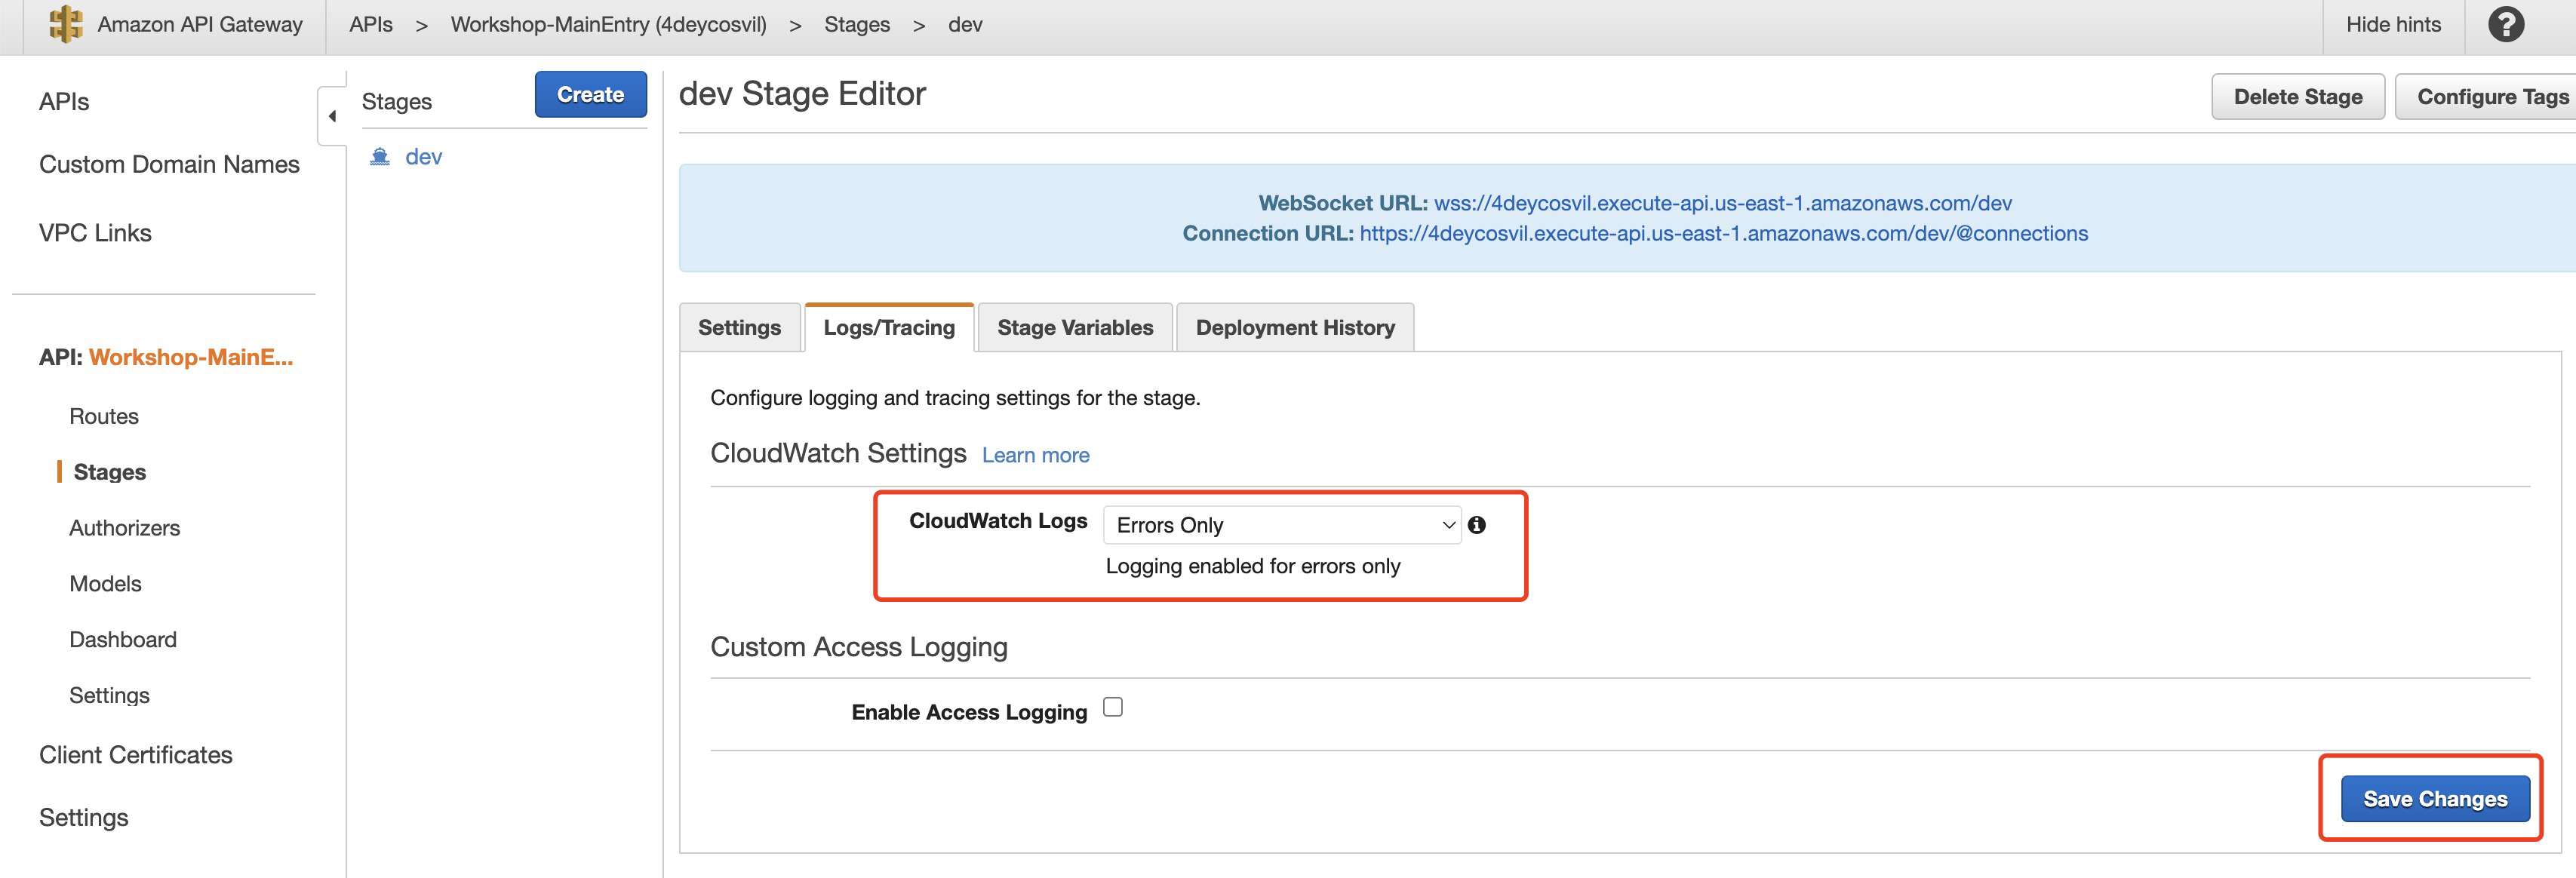 Amazon API Gateway
APIs > Workshop-MainEntry (4deycosvil) > Stages > dev
Hide hints
?
APIs
Custom Domain Names
VPC Links
API: Workshop-MainE...
Routes
Stages
Authorizers
Models
Dashboard
Settings
Client Certificates
Settings
Stages
Create
dev
dev Stage Editor
Delete Stage
Configure Tags
WebSocket URL: wss://4deycosvil.execute-api.us-east-1.amazonaws.com/dev
Connection URL: https://4deycosvil.execute-api.us-east-1.amazonaws.com/dev/@connections
Settings
Logs/Tracing
Stage Variables
Deployment History
Configure logging and tracing settings for the stage.
CloudWatch Settings Learn more
CloudWatch Logs Errors Only
Logging enabled for errors only
Custom Access Logging
Enable Access Logging
Save Changes